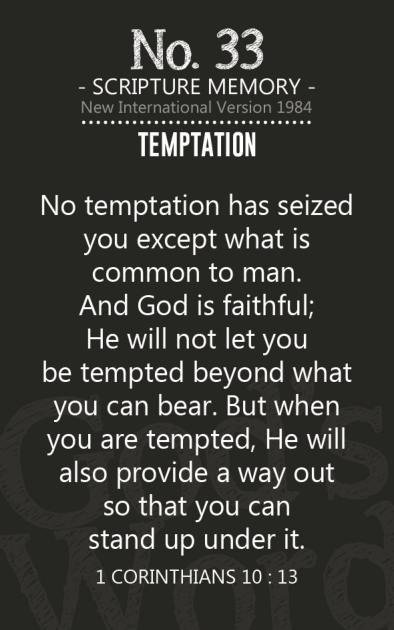 No. 33
- SCRIPTURE MEMORY -
New International Version 1984
TEMPTATION
No temptation has seized
you except what is
common to man.
And God is faithful;
He will not let you
be tempted beyond what
you can bear. But when
you are tempted, He will
also provide a way out
so that you can
stand up under it.
1 CORINTHIANS 10 : 13
God's
Word